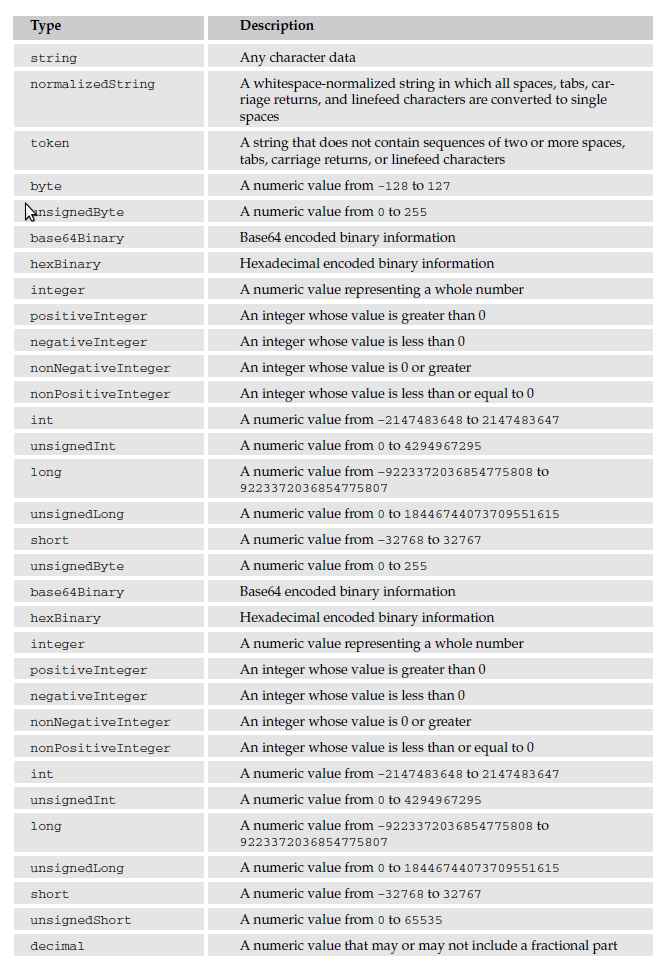 Type Description
string Any character data
normalizedString A whitespace-normalized string in which all spaces, tabs, car-
riage returns, and linefeed characters are converted to single
spaces
token A string that does not contain sequences of two or more spaces,
tabs, carriage returns, or linefeed characters
byte A numeric value from -128 to 127
unsignedByte A numeric value from 0 to 255
base64Binary Base64 encoded binary information
hexBinary Hexadecimal encoded binary information
integer A numeric value representing a whole number
positiveInteger An integer whose value is greater than 0
negativeInteger An integer whose value is less than 0
nonNegativeInteger An integer whose value is 0 or greater
nonPositiveInteger An integer whose value is less than or equal to 0
int A numeric value from -2147483648 to 2147483647
unsignedInt A numeric value from 0 to 4294967295
long A numeric value from -9223372036854775808 to
9223372036854775807
unsignedLong A numeric value from 0 to 18446744073709551615
short A numeric value from -32768 to 32767
unsignedByte A numeric value from 0 to 255
base64Binary Base64 encoded binary information
hexBinary Hexadecimal encoded binary information
integer A numeric value representing a whole number
positiveInteger An integer whose value is greater than 0
negativeInteger An integer whose value is less than 0
nonNegativeInteger An integer whose value is 0 or greater
nonPositiveInteger An integer whose value is less than or equal to 0
int A numeric value from -2147483648 to 2147483647
unsignedInt A numeric value from 0 to 4294967295
long A numeric value from -9223372036854775808 to
9223372036854775807
unsignedLong A numeric value from 0 to 18446744073709551615
short A numeric value from -32768 to 32767
unsignedShort A numeric value from 0 to 65535
decimal A numeric value that may or may not include a fractional part